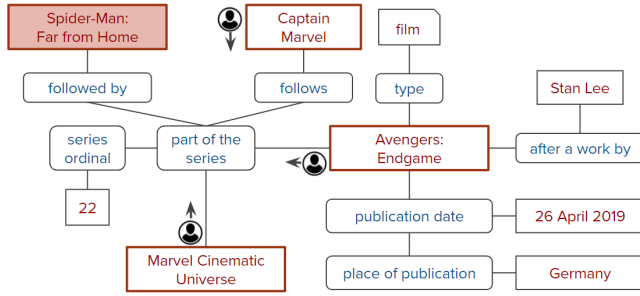 Spider-Man:
Far from Home
Captain
Marvel
film
followed by
follows
type
Stan Lee
series
ordinal
part of the
series
Avengers:
Endgame
after a work by
22
publication date
26 April 2019
Marvel Cinematic
Universe
place of publication
Germany